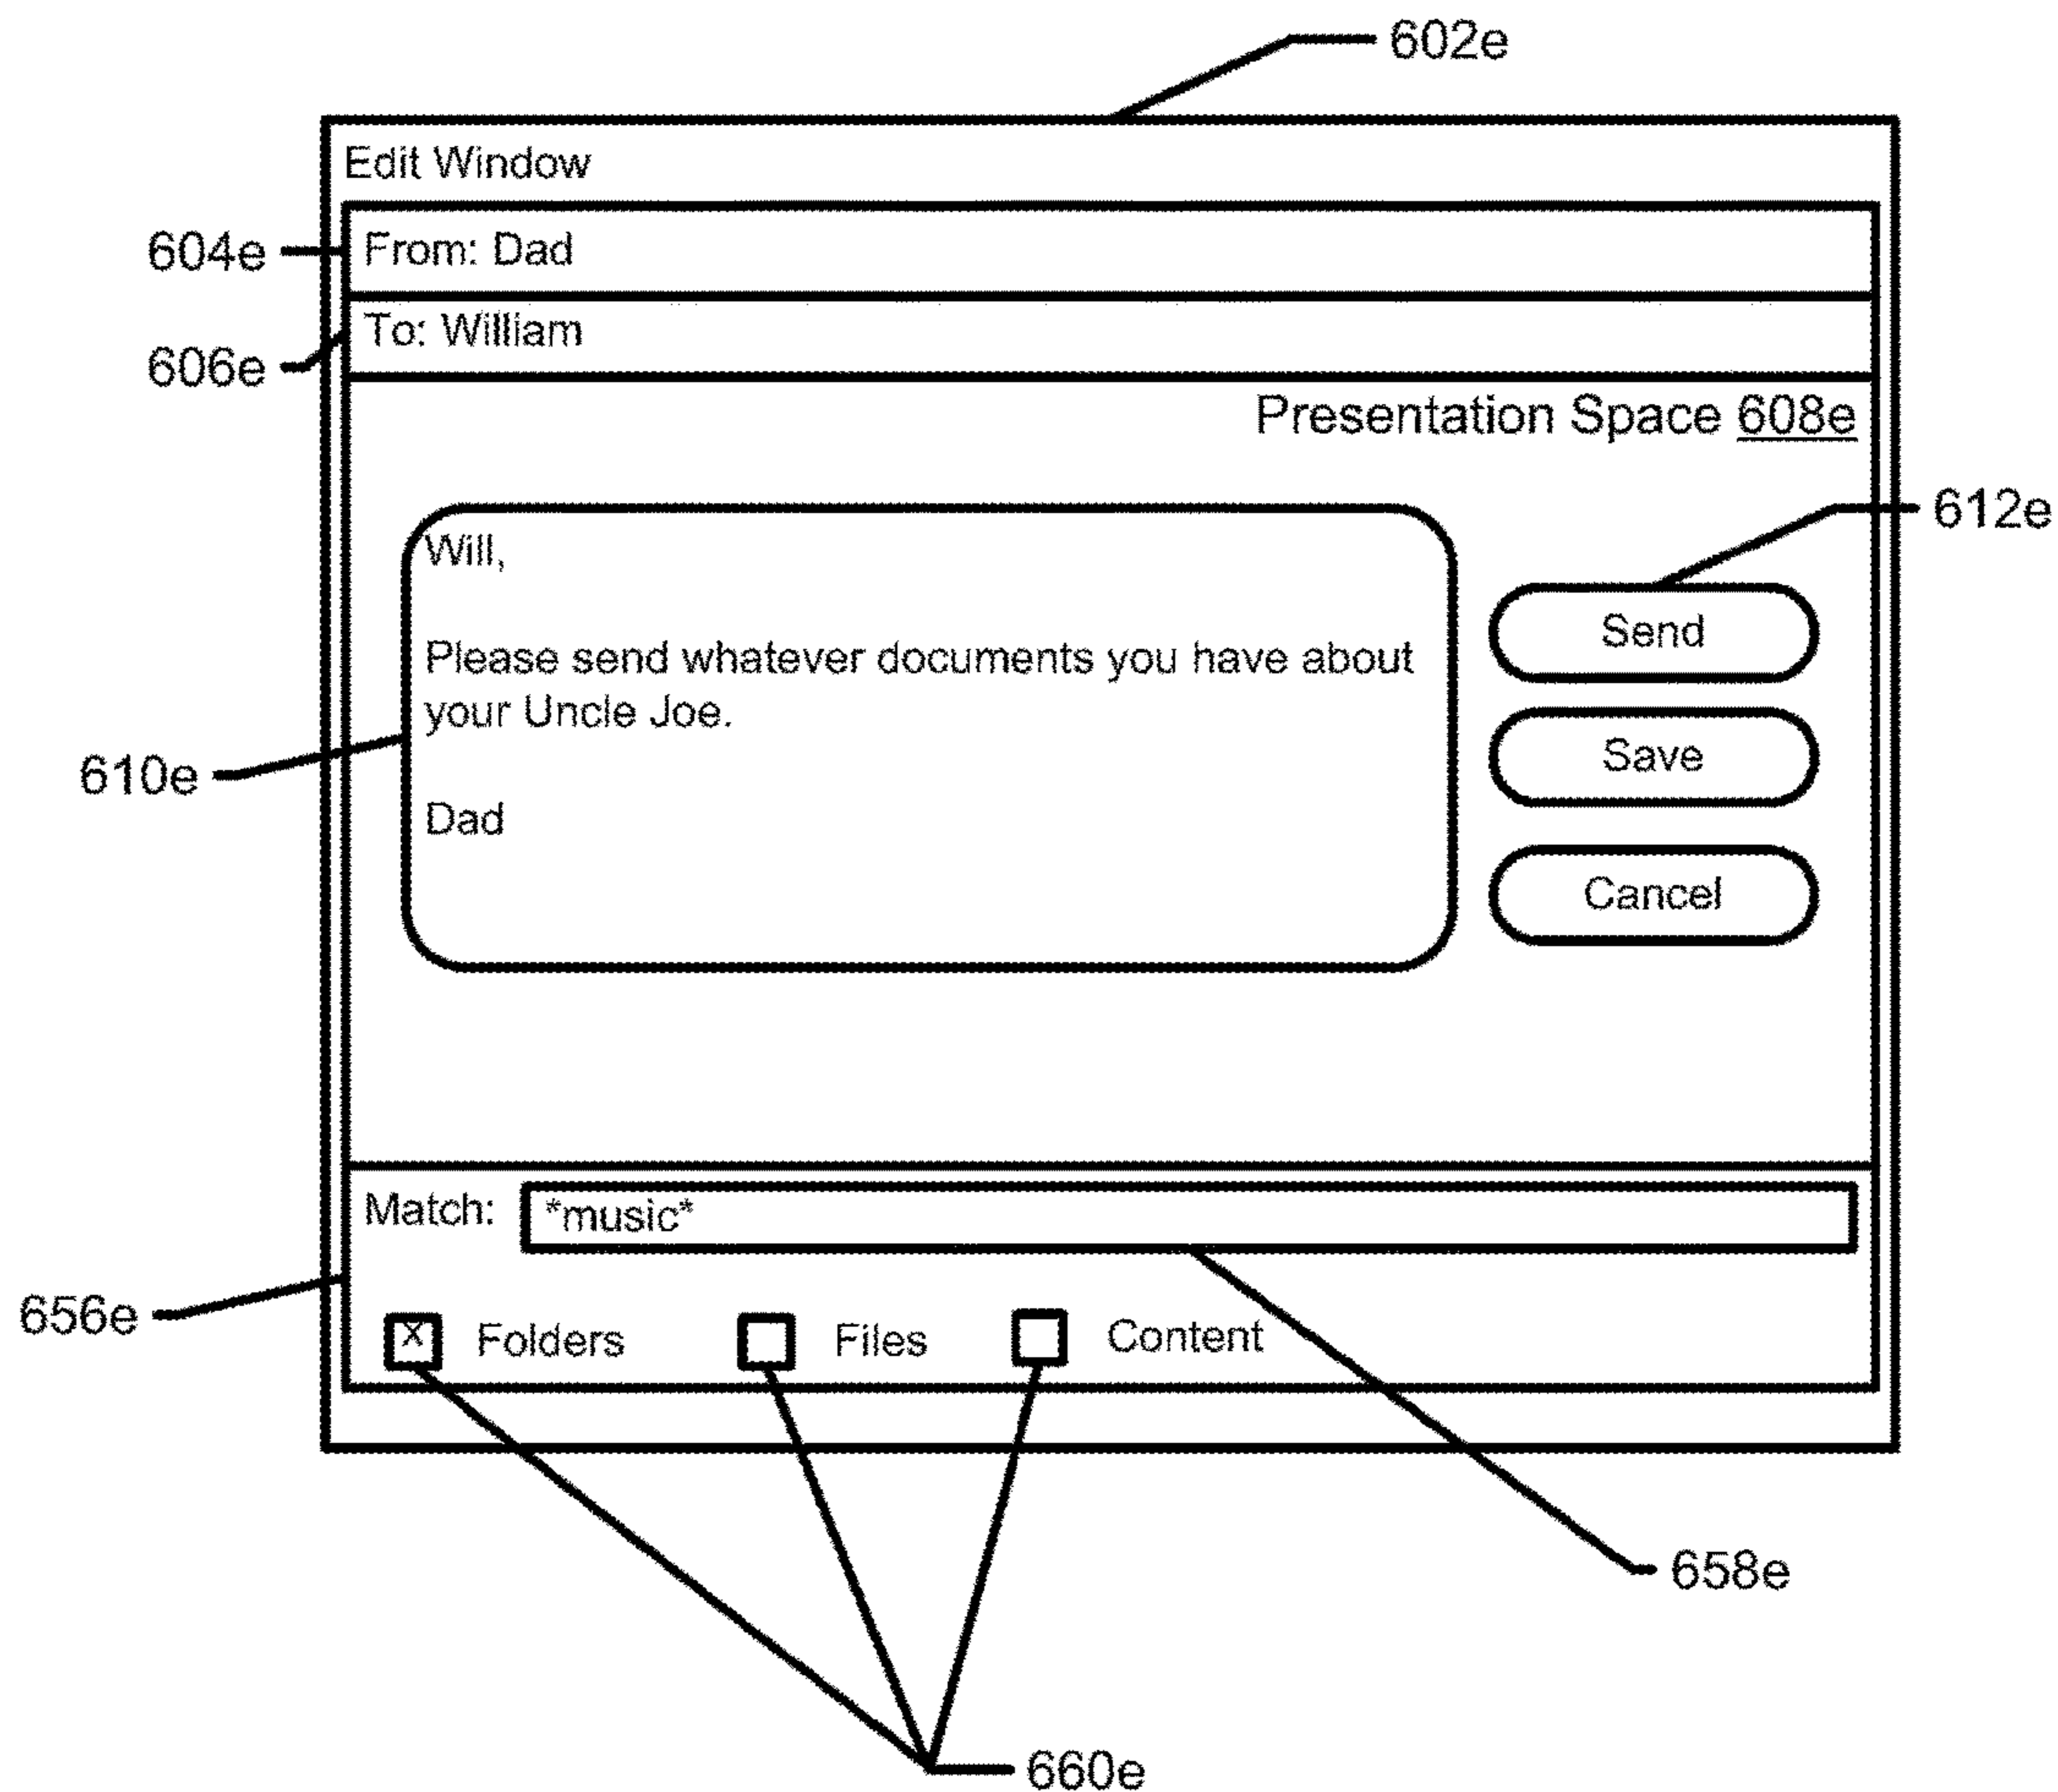 602e
Edit Window
604e
From: Dad
To: William
606e
Presentation Space 608e
612e
Will,
Please send whatever documents you have about
your Uncle Joe.
Dad
Send
Save
Cancel
610e
Match: *music*
656e
x Folders Files Content
658e
660e